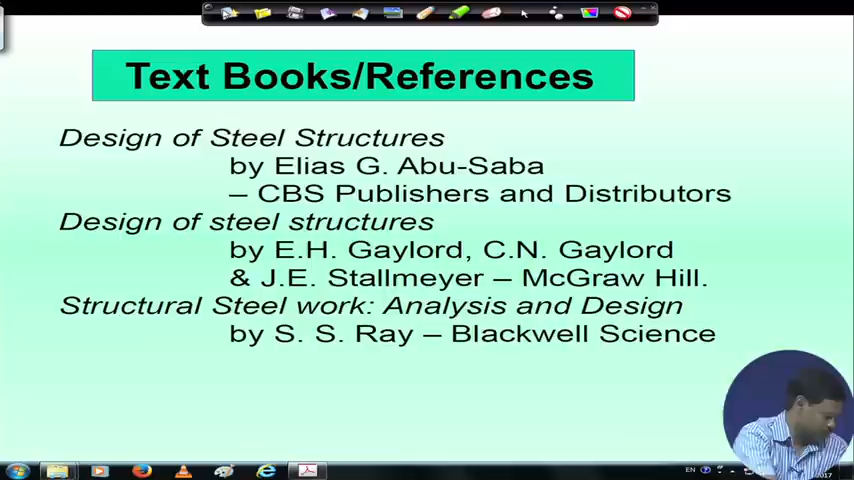 Text Books/References
Design of Steel Structures
by Elias G. Abu-Saba
– CBS Publishers and Distributors
Design of steel structures
by E.H. Gaylord, C.N. Gaylord
& J.E. Stallmeyer – McGraw Hill.
Structural Steel work: Analysis and Design
by S. S. Ray – Blackwell Science
EN